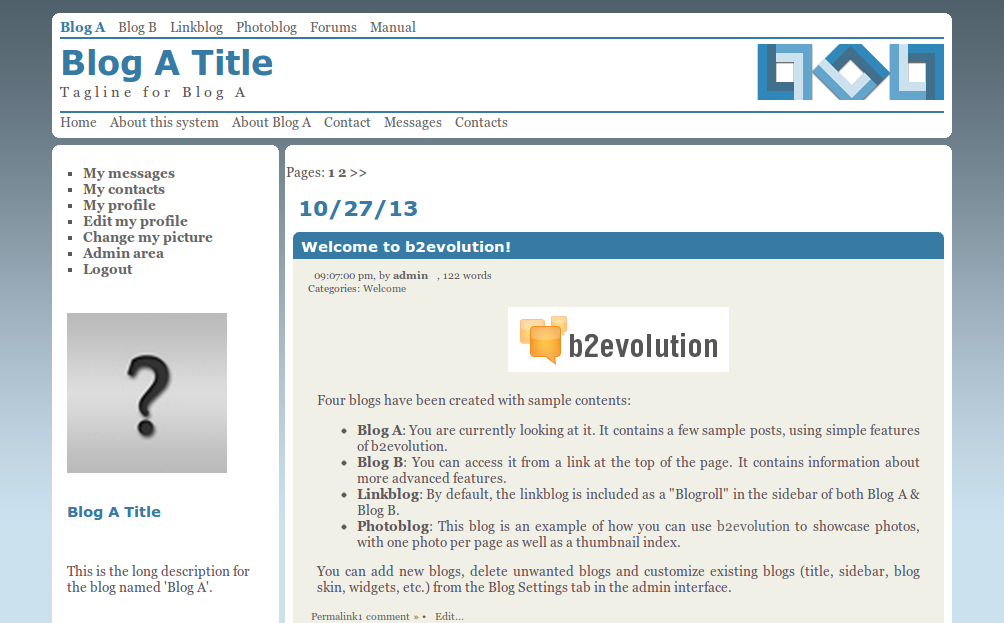 Blog A Blog B Linkblog Photoblog Forums Manual
Blog A Title
Tagline for Blog A
Home About this system About Blog A Contact Messages Contacts
My messages
My contacts
My profile
Edit my profile
Change my picture
Admin area
Logout
?
Blog A Title
This is the long description for
the blog named 'Blog A'.
Pages: 1 2 >>
10/27/13
Welcome to b2evolution!
09:07:00 pm, by admin , 122 words
Categories: Welcome
b2evolution
Four blogs have been created with sample contents:
• Blog A: You are currently looking at it. It contains a few sample posts, using simple features
of b2evolution.
• Blog B: You can access it from a link at the top of the page. It contains information about
more advanced features.
• Linkblog: By default, the linkblog is included as a "Blogroll" in the sidebar of both Blog A &
Blog B.
• Photoblog: This blog is an example of how you can use b2evolution to showcase photos,
with one photo per page as well as a thumbnail index.
You can add new blogs, delete unwanted blogs and customize existing blogs (title, sidebar, blog
skin, widgets, etc.) from the Blog Settings tab in the admin interface.
Permalink1 comment » • Edit...